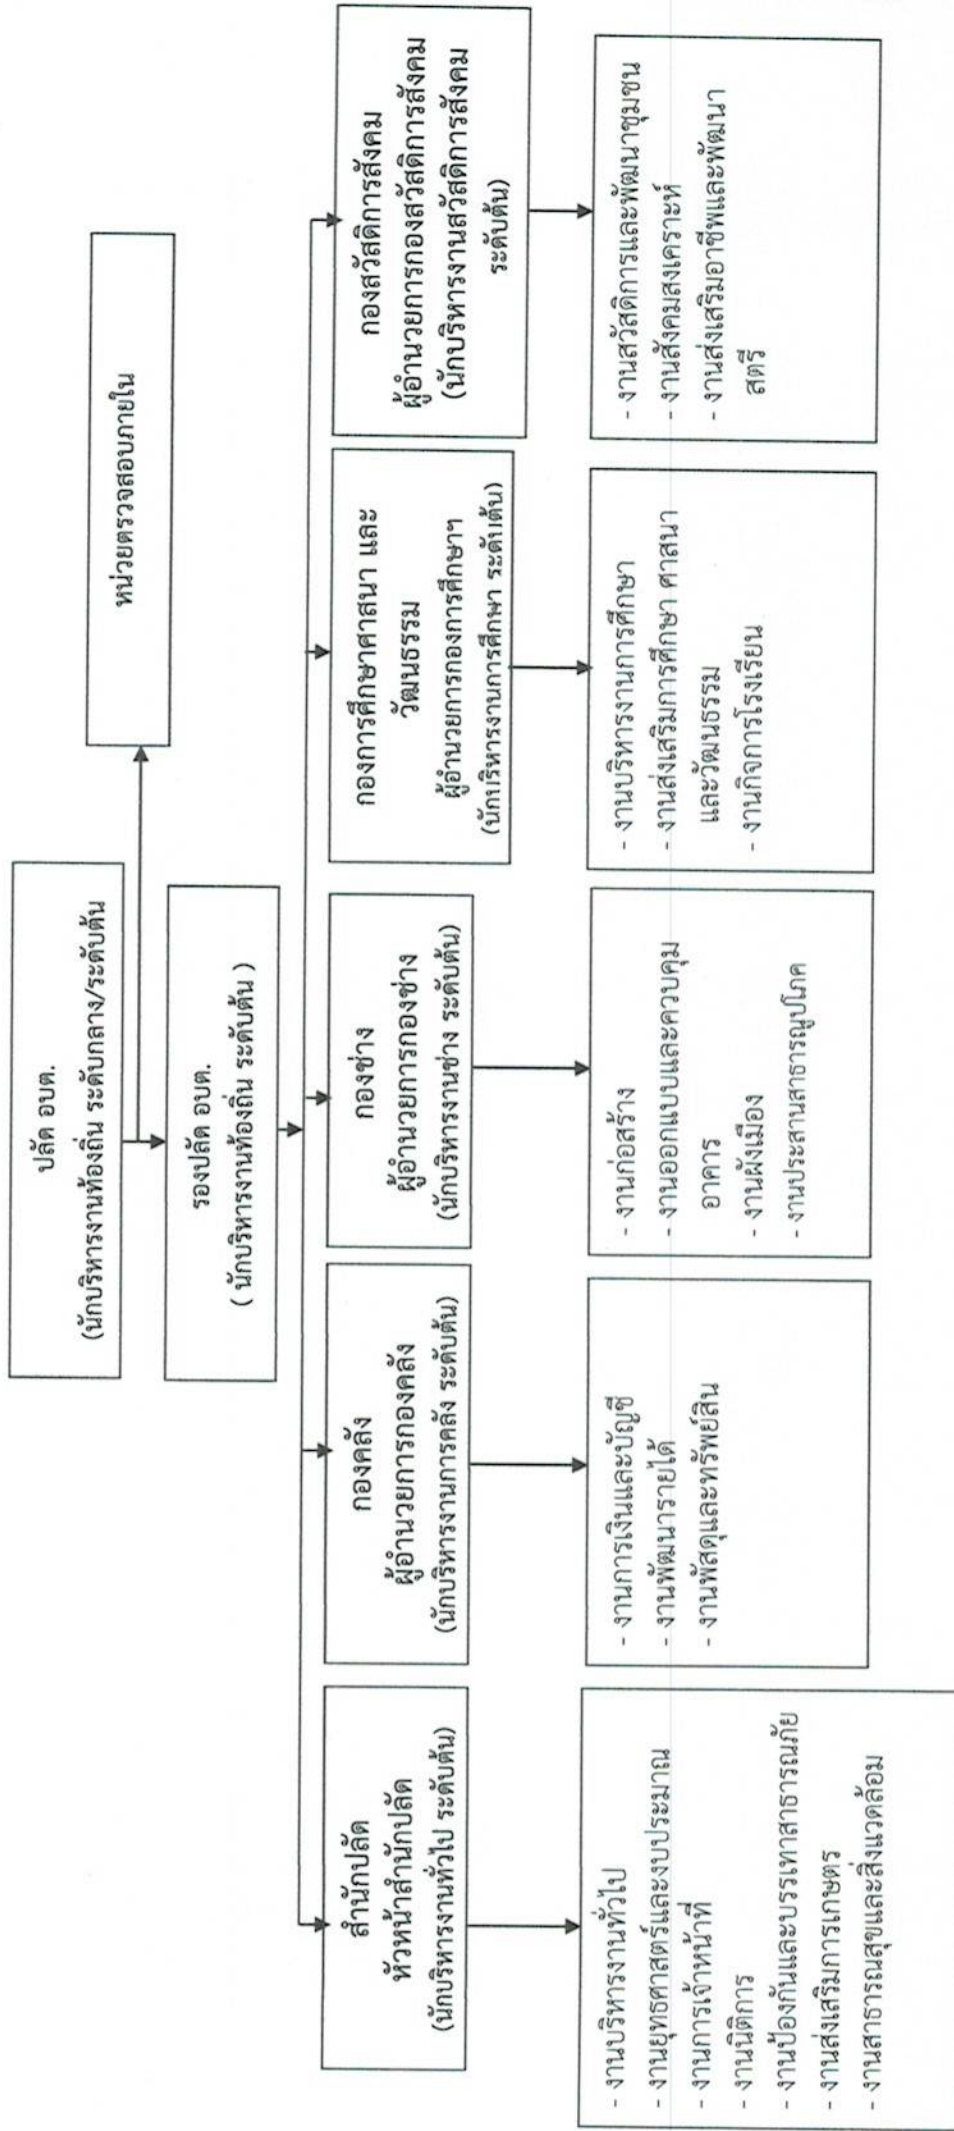 ปลัด อบต.
(นักบริหารงานท้องถิ่น ระดับกลาง/ระดับต้น
หน่วยตรวจสอบภายใน
รองปลัด อบต.
( นักบริหารงานท้องถิ่น ระดับต้น )
สำนักปลัด
หัวหน้าสำนักปลัด
(นักบริหารงานทั่วไป ระดับต้น)
กองคลัง
ผู้อำนวยการกองคลัง
(นักบริหารงานการคลัง ระดับต้น)
กองช่าง
ผู้อำนวยการกองช่าง
(นักบริหารงานช่าง ระดับต้น)
กองการศึกษาศาสนา และ
วัฒนธรรม
ผู้อำนวยการกองการศึกษาฯ
(นักบริหารงานการศึกษา ระดับต้น)
กองสวัสดิการสังคม
ผู้อำนวยการกองสวัสดิการสังคม
(นักบริหารงานสวัสดิการสังคม
ระดับต้น)
- งานบริหารงานทั่วไป
- งานยุทธศาสตร์และงบประมาณ
- งานการเจ้าหน้าที่
- งานนิติการ
- งานป้องกันและบรรเทาสาธารณภัย
- งานส่งเสริมการเกษตร
- งานสาธารณสุขและสิ่งแวดล้อม
- งานการเงินและบัญชี
- งานพัฒนารายได้
- งานพัสดุและทรัพย์สิน
- งานก่อสร้าง
- งานออกแบบและควบคุม
อาคาร
- งานผังเมือง
- งานประสานสาธารณูปโภค
- งานบริหารงานการศึกษา
- งานส่งเสริมการศึกษา ศาสนา
และวัฒนธรรม
- งานกิจการโรงเรียน
- งานสวัสดิการและพัฒนาชุมชน
- งานสังคมสงเคราะห์
- งานส่งเสริมอาชีพและพัฒนา
สตรี